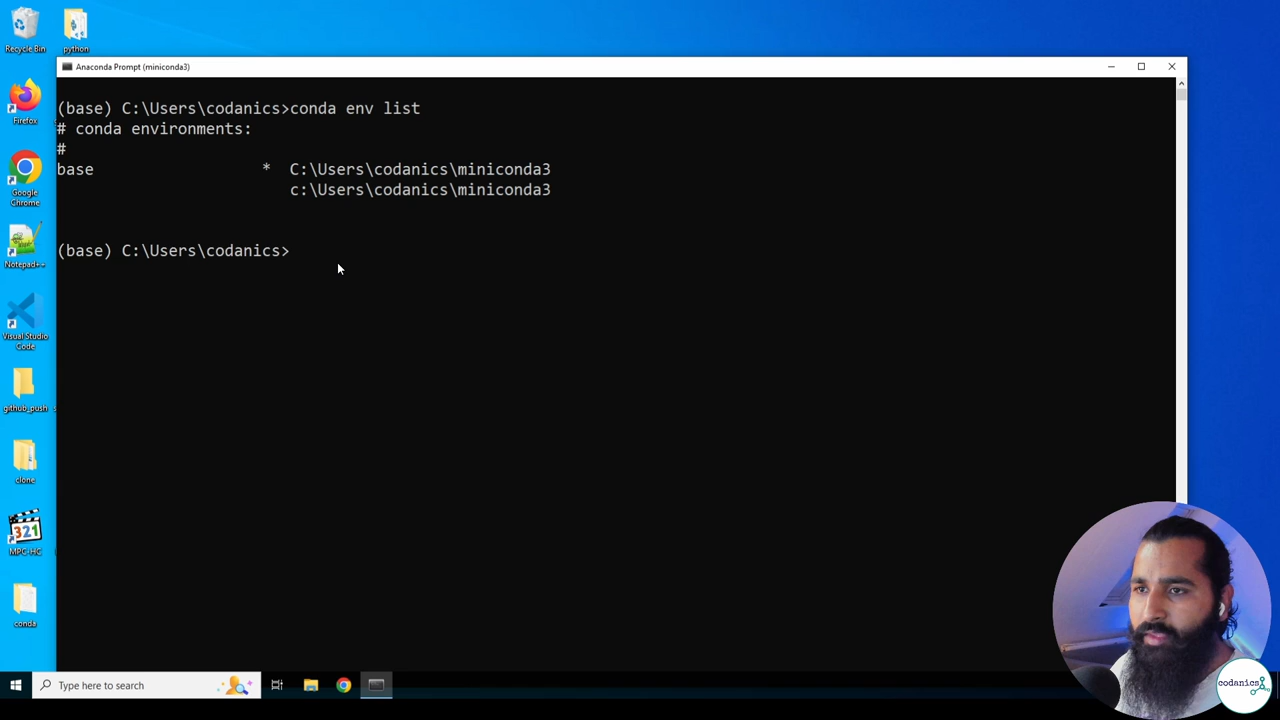 Recycle Bin
python
Firefox
Google
Chrome
Notepad++
Visual Studio
Code
github_push
clone
321
MPC-HC
conda
Anaconda Prompt (miniconda3)
(base) C:\Users\codanics>conda env list
# conda environments:
#
base * C:\Users\codanics\miniconda3
c:\Users\codanics\miniconda3
(base) C:\Users\codanics>
Type here to search
codanics